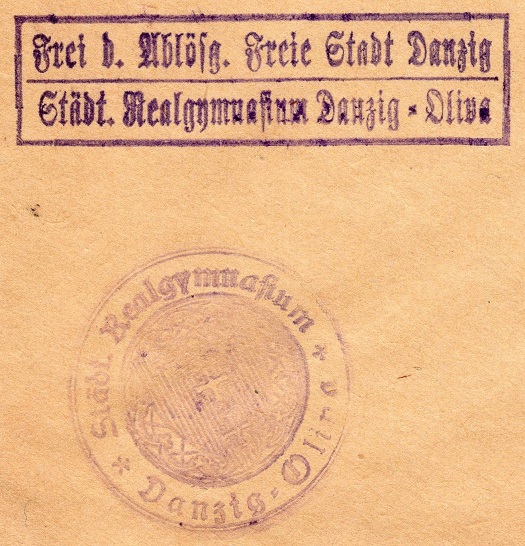 Frei d. Ablösg. Freie Stadt Danzig
Städt. Realgymnasium Danzig - Oliva
Städt. Realgymnasium
* Danzig-Oliva *